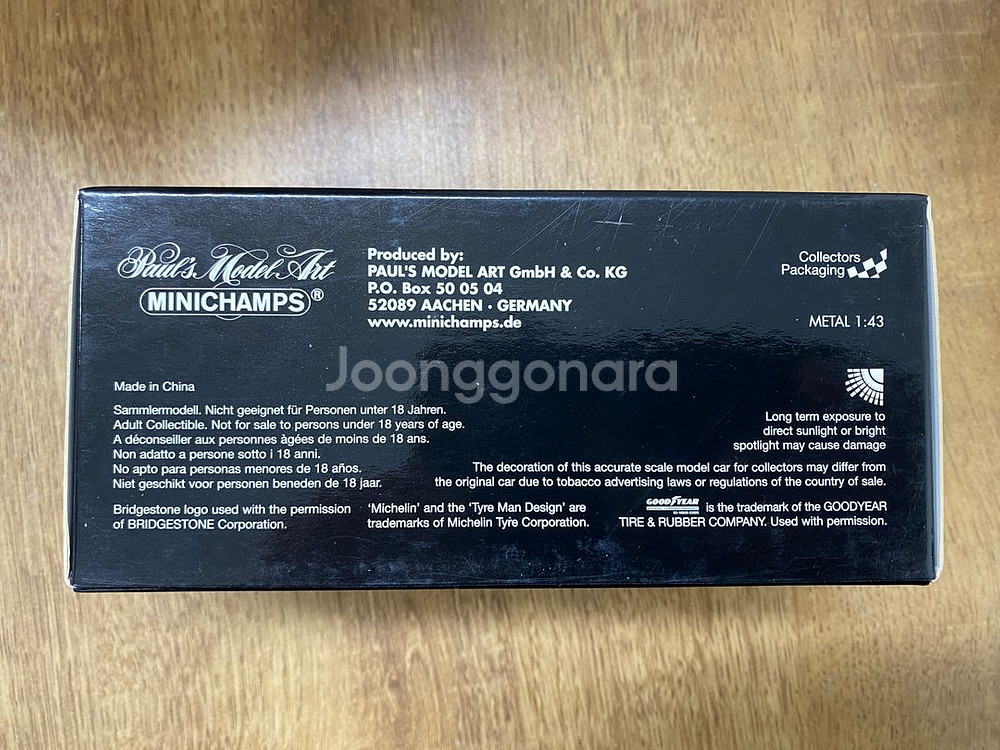 Paul's Model Art
MINICHAMPS®
Produced by:
PAUL'S MODEL ART GmbH & Co. KG
P.O. Box 50 05 04
52089 AACHEN · GERMANY
www.minichamps.de
Collectors
Packaging
METAL 1:43
Joonggonara
Made in China
Sammlermodell. Nicht geeignet für Personen unter 18 Jahren.
Adult Collectible. Not for sale to persons under 18 years of age.
A déconseiller aux personnes àgées de moins de 18 ans.
Non adatto a persone sotto i 18 anni.
No apto para personas menores de 18 años.
Niet geschikt voor personen beneden de 18 jaar.
Long term exposure to
direct sunlight or bright
spotlight may cause damage
The decoration of this accurate scale model car for collectors may differ from
the original car due to tobacco advertising laws or regulations of the country of sale.
Bridgestone logo used with the permission
of BRIDGESTONE Corporation.
'Michelin' and the 'Tyre Man Design' are
trademarks of Michelin Tyre Corporation.
GOODYEAR is the trademark of the GOODYEAR
TIRE & RUBBER COMPANY. Used with permission.